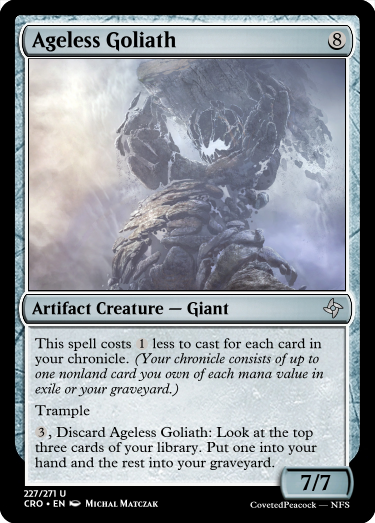 Ageless Goliath 8
Artifact Creature — Giant
This spell costs 1 less to cast for each card in
your chronicle. (Your chronicle consists of up to
one nonland card you own of each mana value in
exile or your graveyard.)
Trample
3, Discard Ageless Goliath: Look at the top
three cards of your library. Put one into your
hand and the rest into your graveyard.
7/7
227/271 U
CRO • EN Michal Matczak
CovetedPeacock — NFS